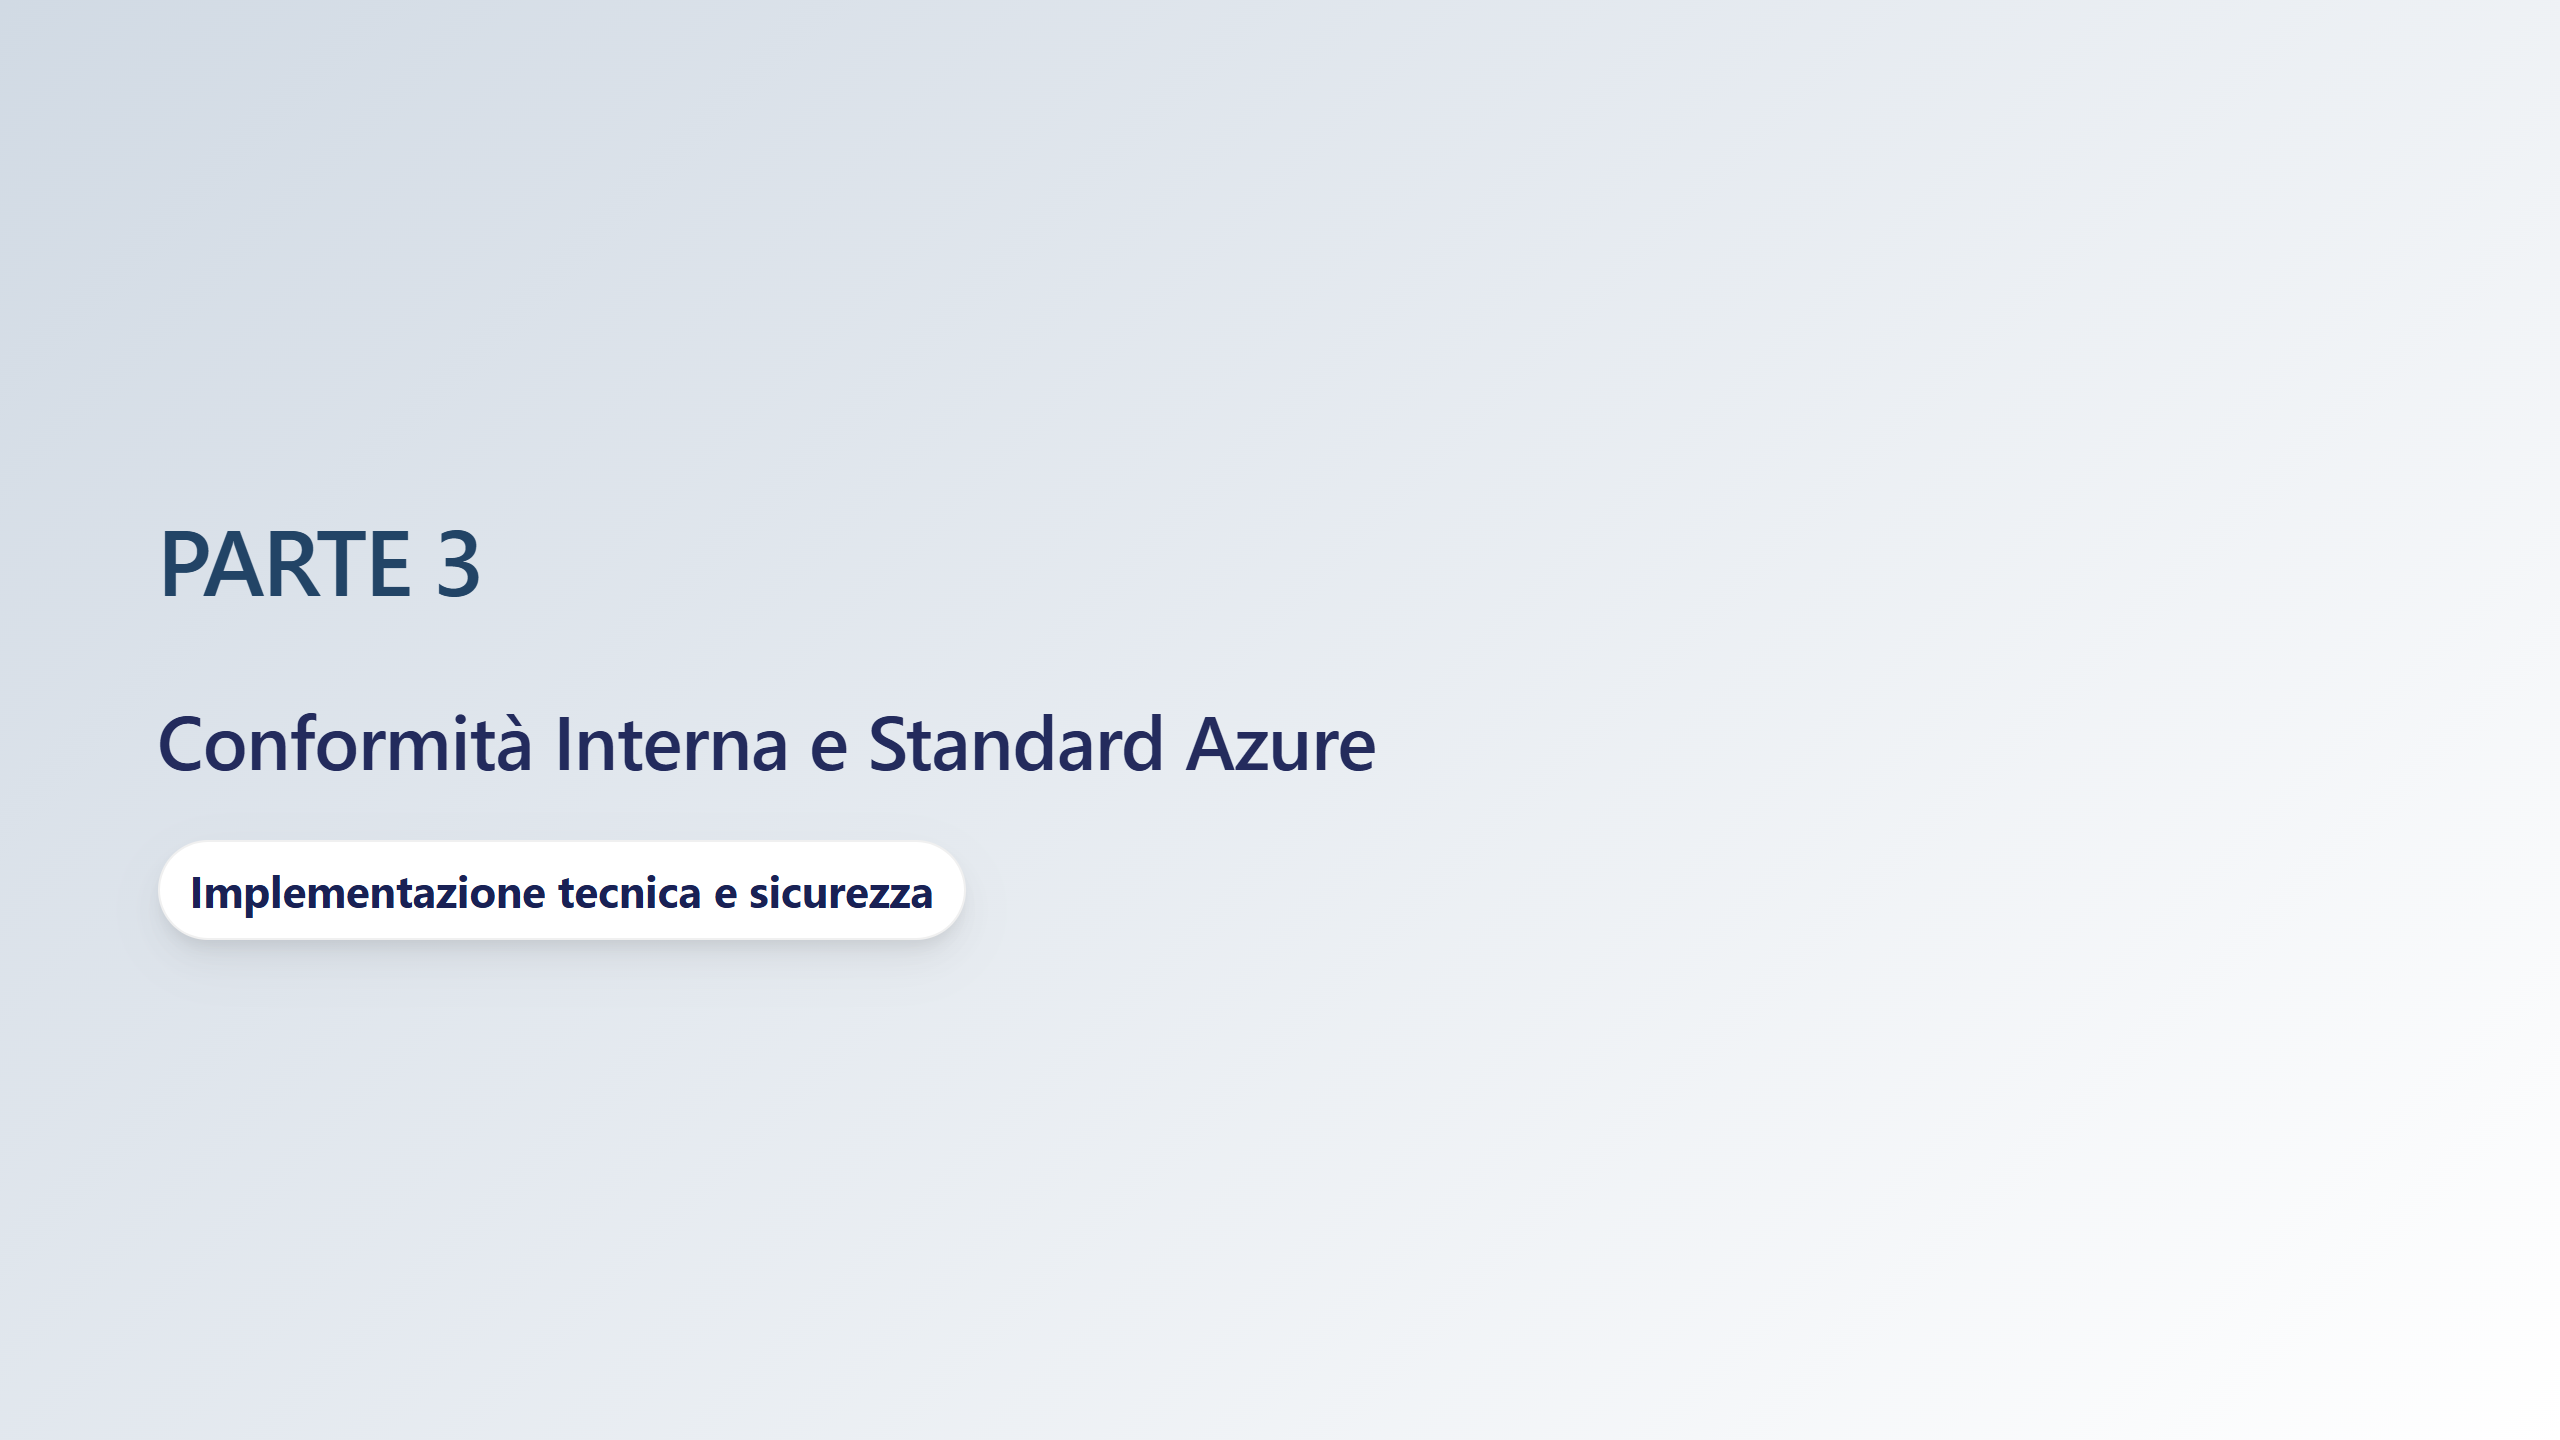 PARTE 3
Conformità Interna e Standard Azure
Implementazione tecnica e sicurezza